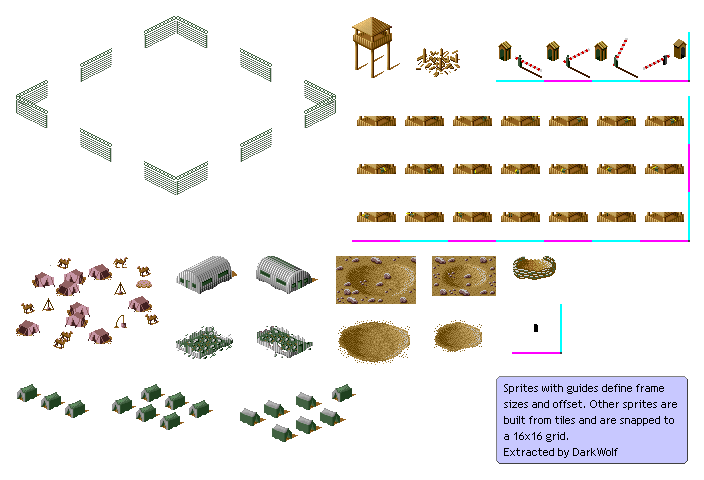 Sprites with guides define frame
sizes and offset. Other sprites are
built from tiles and are snapped to
a 16x16 grid.
Extracted by DarkWolf